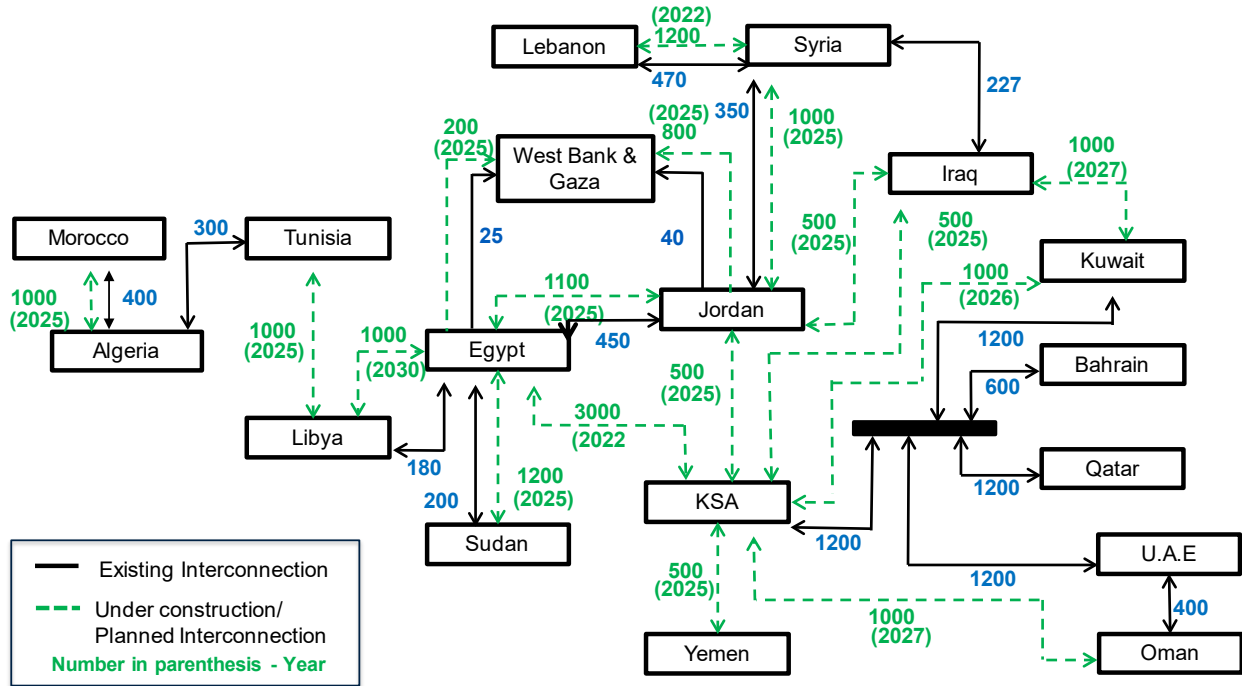 (2022)
1200
Lebanon
Syria
470
227
(2025)
800
350
1000
(2025)
200
(2025)
West Bank &
Gaza
1000
(2027)
Iraq
300
Morocco
Tunisia
25
40
500
(2025)
500
(2025)
Kuwait
1000
(2026)
1000
(2025)
400
1100
(2025)
Jordan
Algeria
1000
(2025)
1000
(2030)
Egypt
450
1200
Bahrain
600
500
(2025)
3000
(2022
Libya
180
Qatar
1200
1200
(2025)
200
KSA
1200
Sudan
U.A.E
1200
500
(2025)
400
1000
(2027)
Yemen
Oman
Existing Interconnection
Under construction/
Planned Interconnection
Number in parenthesis - Year